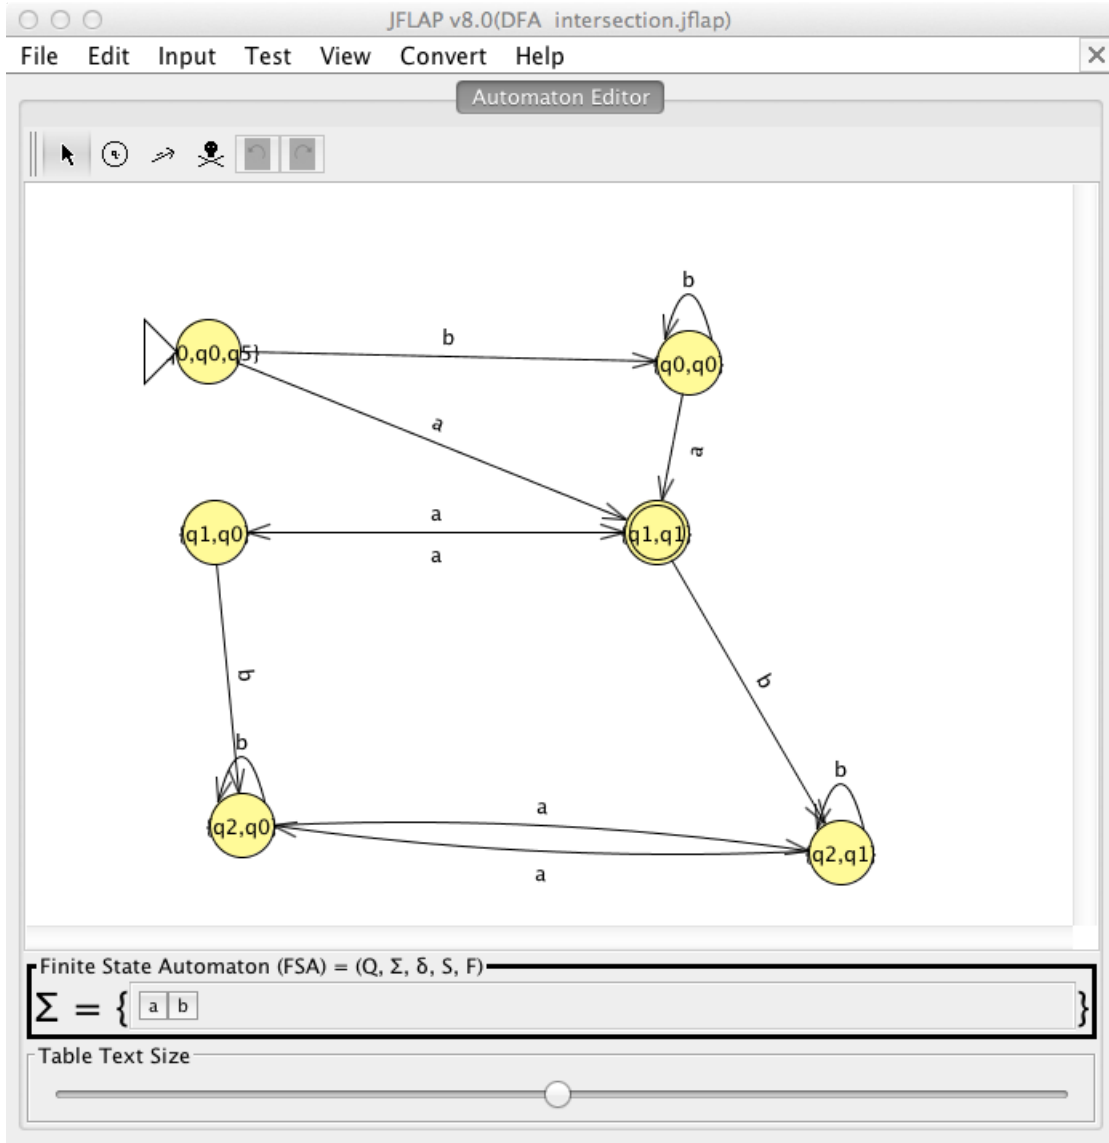 JFLAP v8.0(DFA intersection.jflap)
File Edit Input Test View Convert Help
Automaton Editor
b
b
q0,q0,q5}
{q0,q0}
a
a
a
{q1,q0}
{q1,q1}
a
b
b
b
b
a
{q2,q0}
{q2,q1}
a
Finite State Automaton (FSA) = (Q, Σ, δ, S, F)
Σ = { a b }
Table Text Size